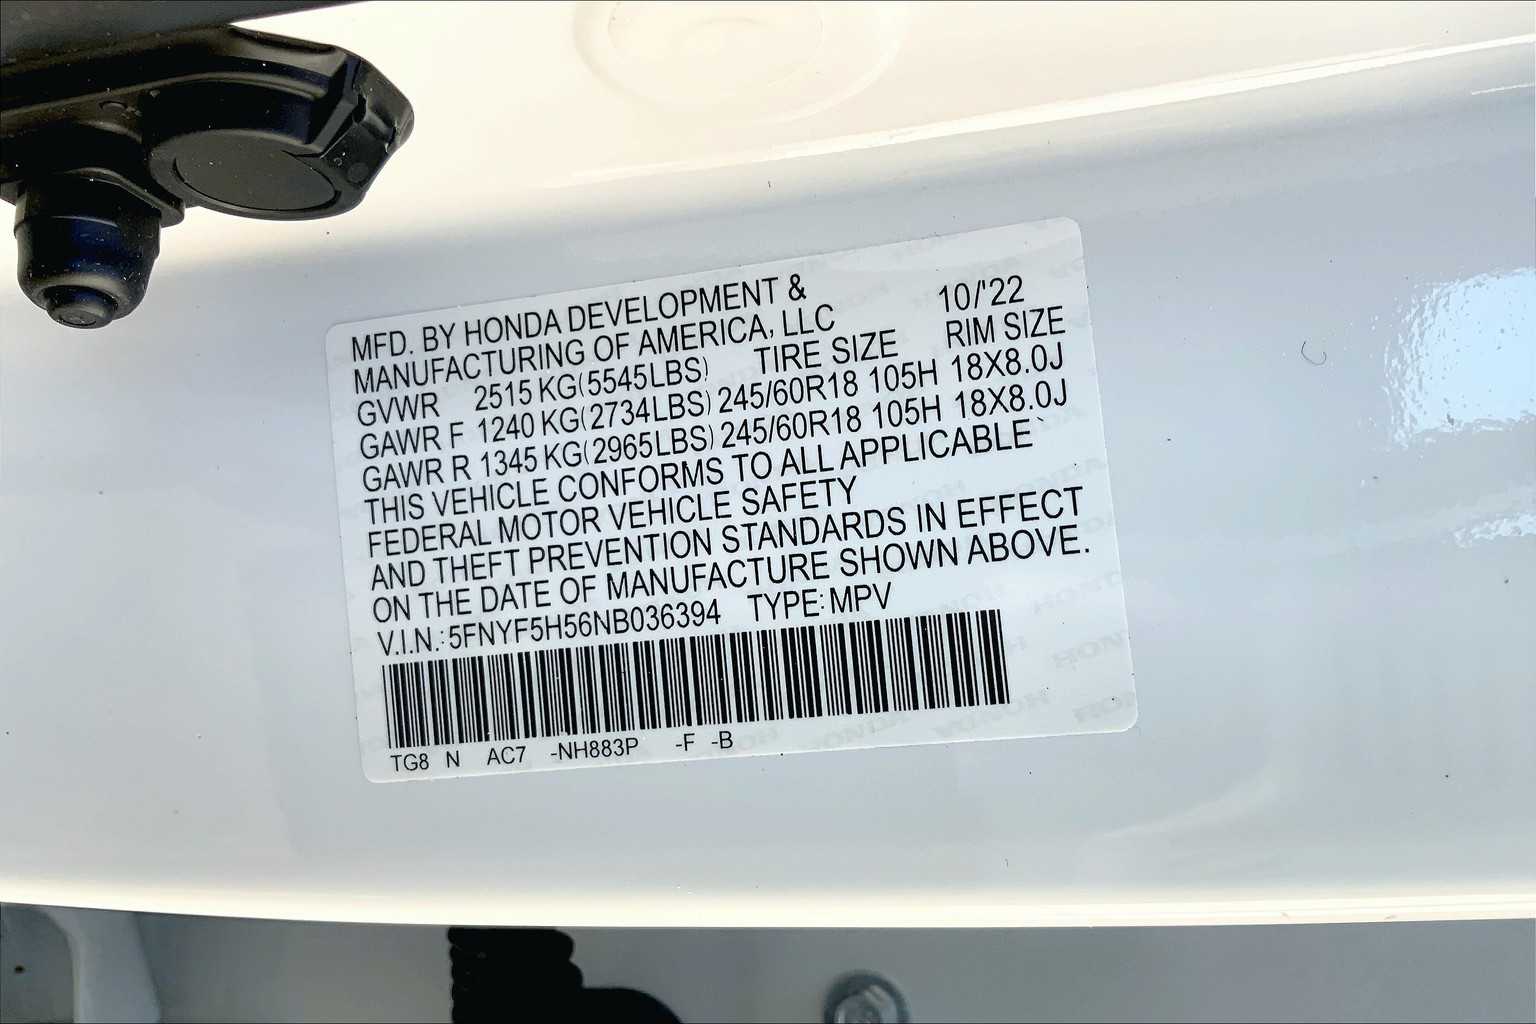 MFD. BY HONDA DEVELOPMENT & 10/'22
MANUFACTURING OF AMERICA, LLC
GVWR 2515 KG(5545LBS) TIRE SIZE RIM SIZE
GAWR F 1240 KG(2734LBS) 245/60R18 105H 18X8.0J
GAWR R 1345 KG(2965LBS) 245/60R18 105H 18X8.0J
THIS VEHICLE CONFORMS TO ALL APPLICABLE
FEDERAL MOTOR VEHICLE SAFETY
AND THEFT PREVENTION STANDARDS IN EFFECT
ON THE DATE OF MANUFACTURE SHOWN ABOVE.
V.I.N.: 5FNYF5H56NB036394 TYPE: MPV
TG8 N AC7 -NH883P -F -B